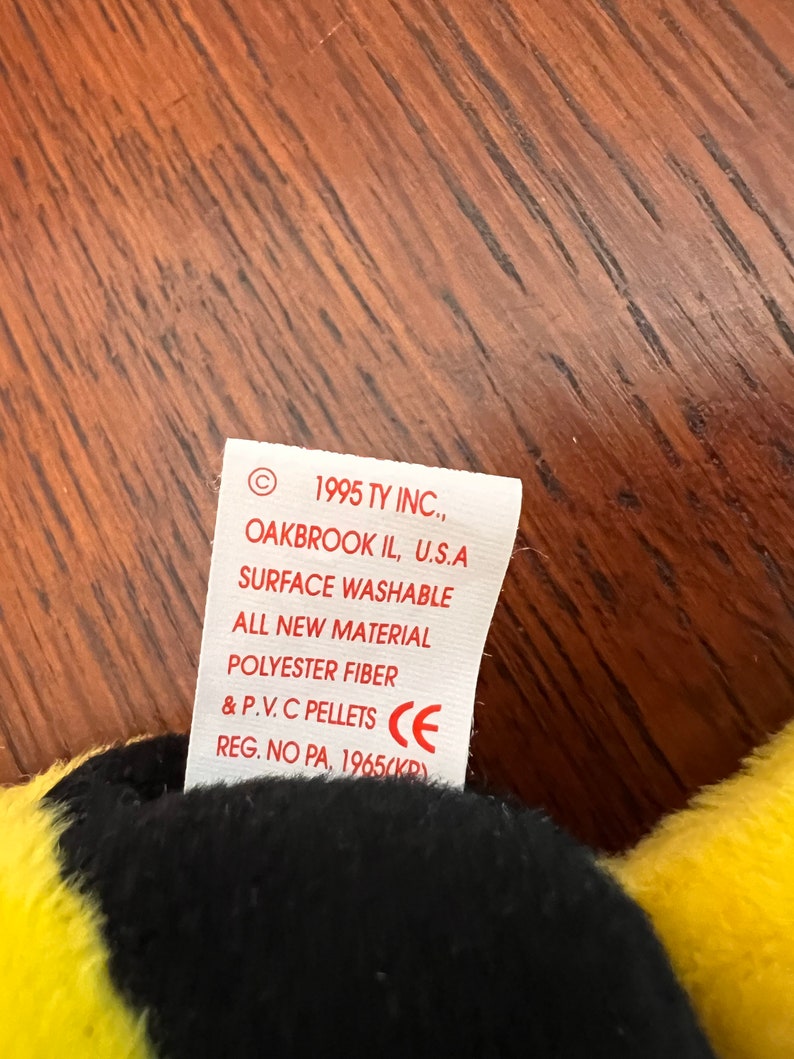 © 1995 TY INC.,
OAKBROOK IL, U.S.A
SURFACE WASHABLE
ALL NEW MATERIAL
POLYESTER FIBER
& P.V.C PELLETS CE
REG. NO PA. 1965(KR)